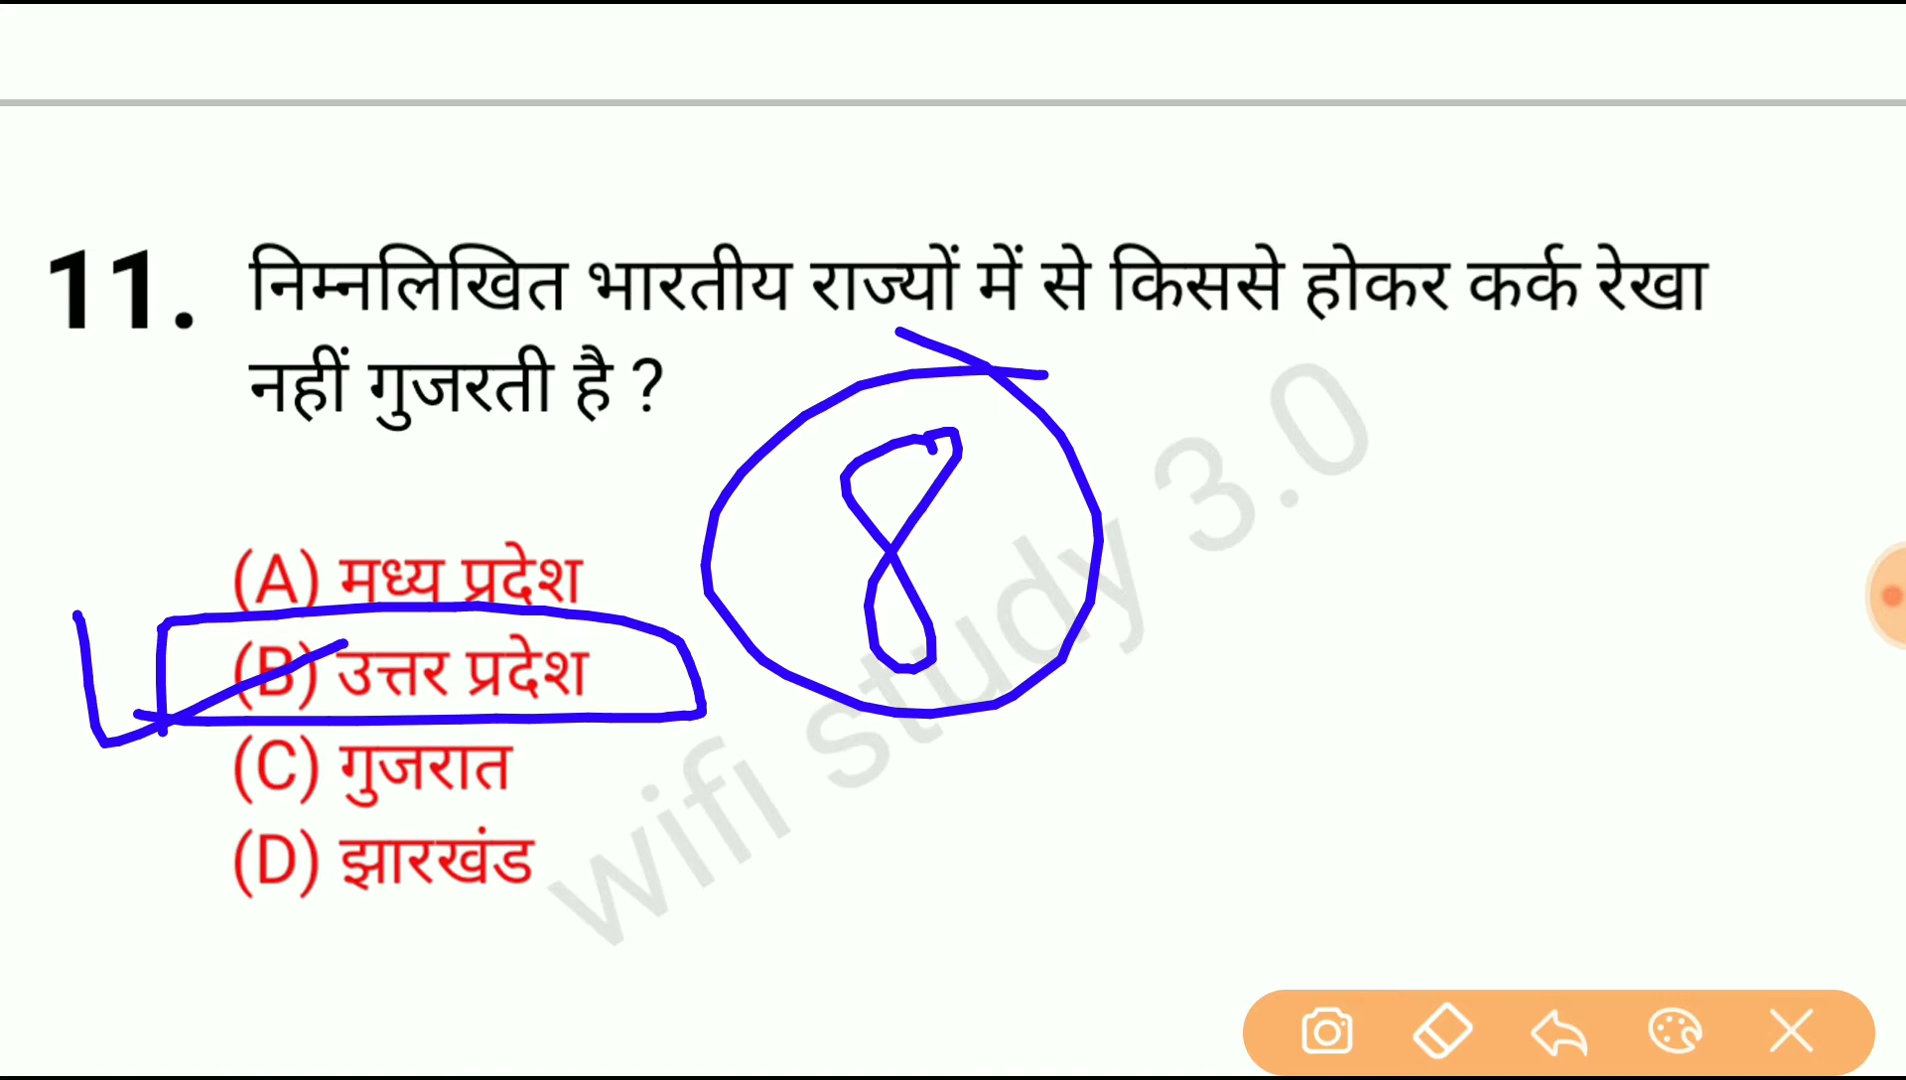 11. निम्नलिखित भारतीय राज्यों में से किससे होकर कर्क रेखा
नहीं गुजरती है ?
8
(A) मध्य प्रदेश
(B) उत्तर प्रदेश
(C) गुजरात
(D) झारखंड
wifi study 3.0